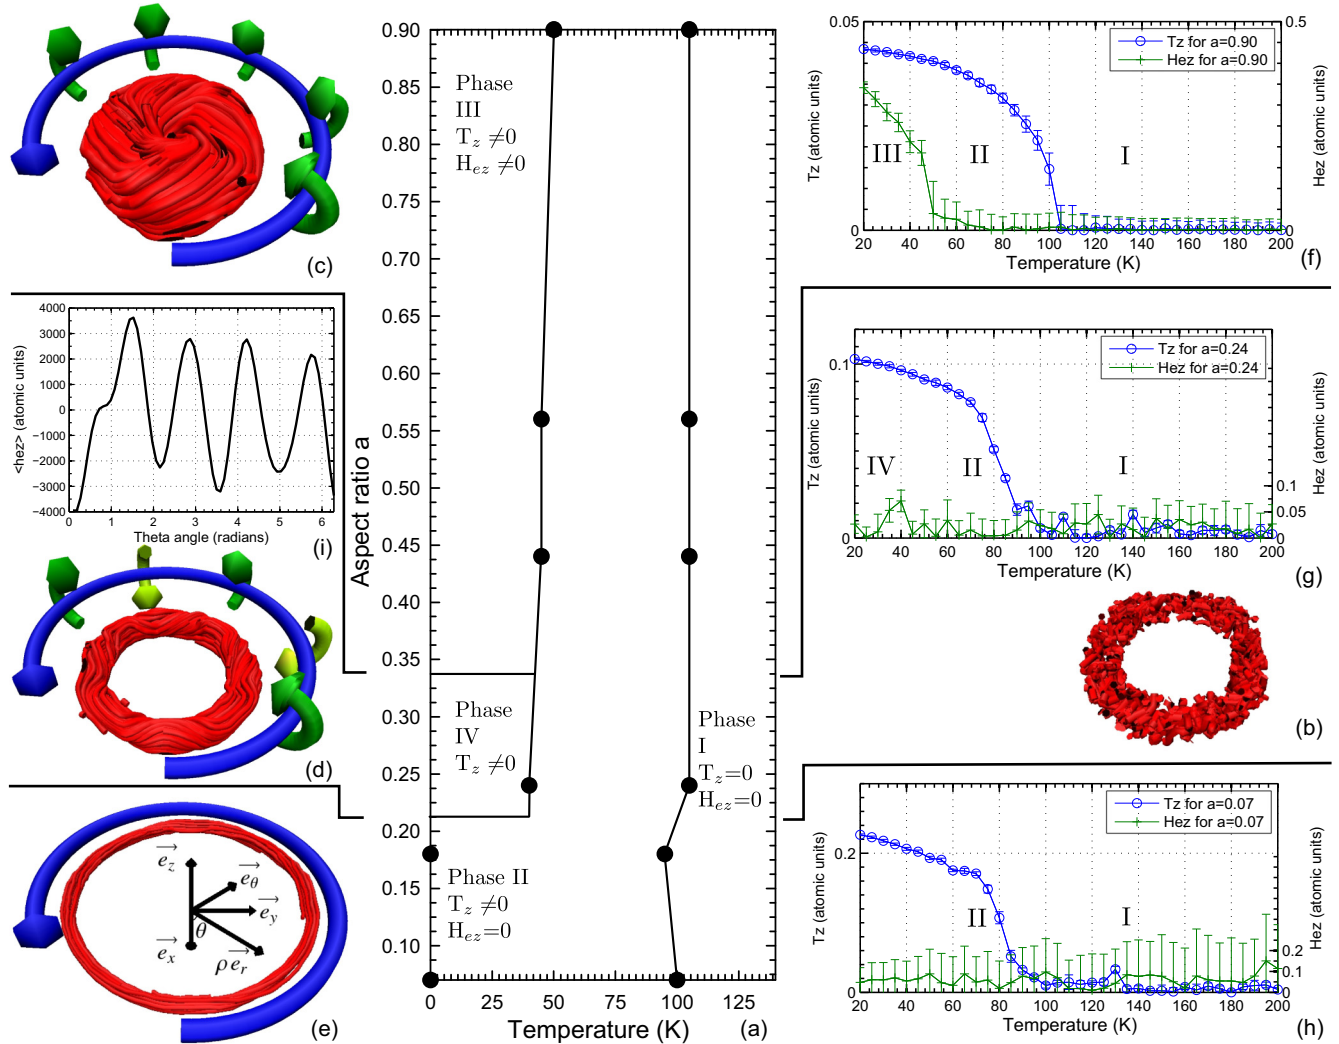 (c)
4000
3000
2000
1000
0
−1000
−2000
−3000
−4000
<hez> (atomic units)
0 1 2 3 4 5 6
Theta angle (radians)
(i)
(d)
e_z
e_θ
e_y
θ
e_x
ρ e_r
(e)
0.90
0.85
0.80
0.75
0.70
0.65
0.60
0.55
0.50
0.45
0.40
0.35
0.30
0.25
0.20
0.15
0.10
Aspect ratio a
Phase
III
T_z ≠0
H_ez ≠0
Phase
IV
T_z ≠0
Phase
I
T_z=0
H_ez=0
Phase II
T_z ≠0
H_ez=0
0 25 50 75 100 125
Temperature (K)
(a)
0.05
0
Tz (atomic units)
Tz for a=0.90
Hez for a=0.90
III II I
0.5
0
Hez (atomic units)
20 40 60 80 100 120 140 160 180 200
Temperature (K)
(f)
0.1
0
Tz (atomic units)
Tz for a=0.24
Hez for a=0.24
IV II I
0.1
0.05
0
Hez (atomic units)
20 40 60 80 100 120 140 160 180 200
Temperature (K)
(g)
(b)
0.2
0
Tz (atomic units)
Tz for a=0.07
Hez for a=0.07
II I
0.2
0.1
0
Hez (atomic units)
20 40 60 80 100 120 140 160 180 200
Temperature (K)
(h)